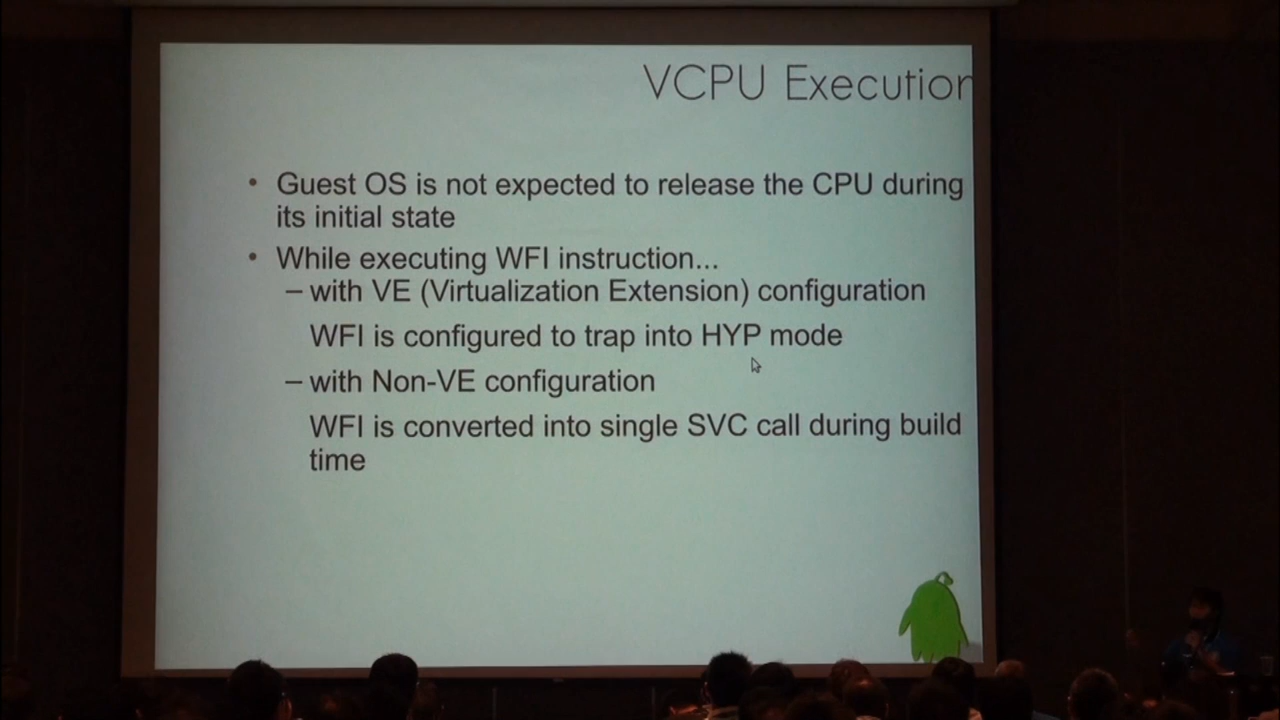 VCPU Execution
• Guest OS is not expected to release the CPU during
its initial state
• While executing WFI instruction...
– with VE (Virtualization Extension) configuration
WFI is configured to trap into HYP mode
– with Non-VE configuration
WFI is converted into single SVC call during build
time